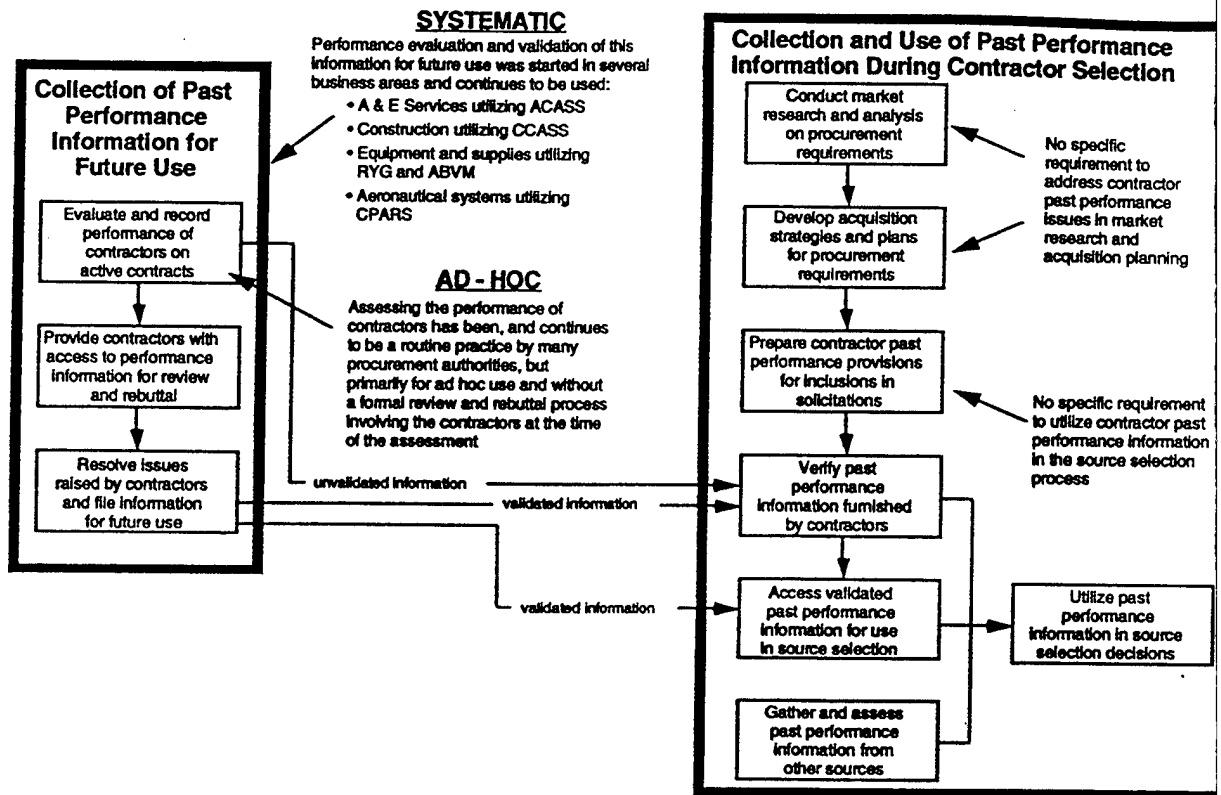 Collection of Past
Performance
Information for
Future Use
Evaluate and record
performance of
contractors on
active contracts
Provide contractors with
access to performance
information for review
and rebuttal
Resolve issues
raised by contractors
and file information
for future use
SYSTEMATIC
Performance evaluation and validation of this
information for future use was started in several
business areas and continues to be used:
• A & E Services utilizing ACASS
• Construction utilizing CCASS
• Equipment and supplies utilizing
RYG and ABVM
• Aeronautical systems utilizing
CPARS
AD - HOC
Assessing the performance of
contractors has been, and continues
to be a routine practice by many
procurement authorities, but
primarily for ad hoc use and without
a formal review and rebuttal process
involving the contractors at the time
of the assessment
unvalidated information
validated information
validated information
Collection and Use of Past Performance
Information During Contractor Selection
Conduct market
research and analysis
on procurement
requirements
Develop acquisition
strategies and plans
for procurement
requirements
Prepare contractor past
performance provisions
for inclusions in
solicitations
Verify past
performance
information furnished
by contractors
Access validated
past performance
information for use
in source selection
Gather and assess
past performance
information from
other sources
No specific
requirement to
address contractor
past performance
issues in market
research and
acquisition planning
No specific requirement
to utilize contractor past
performance information
in the source selection
process
Utilize past
performance
information in source
selection decisions